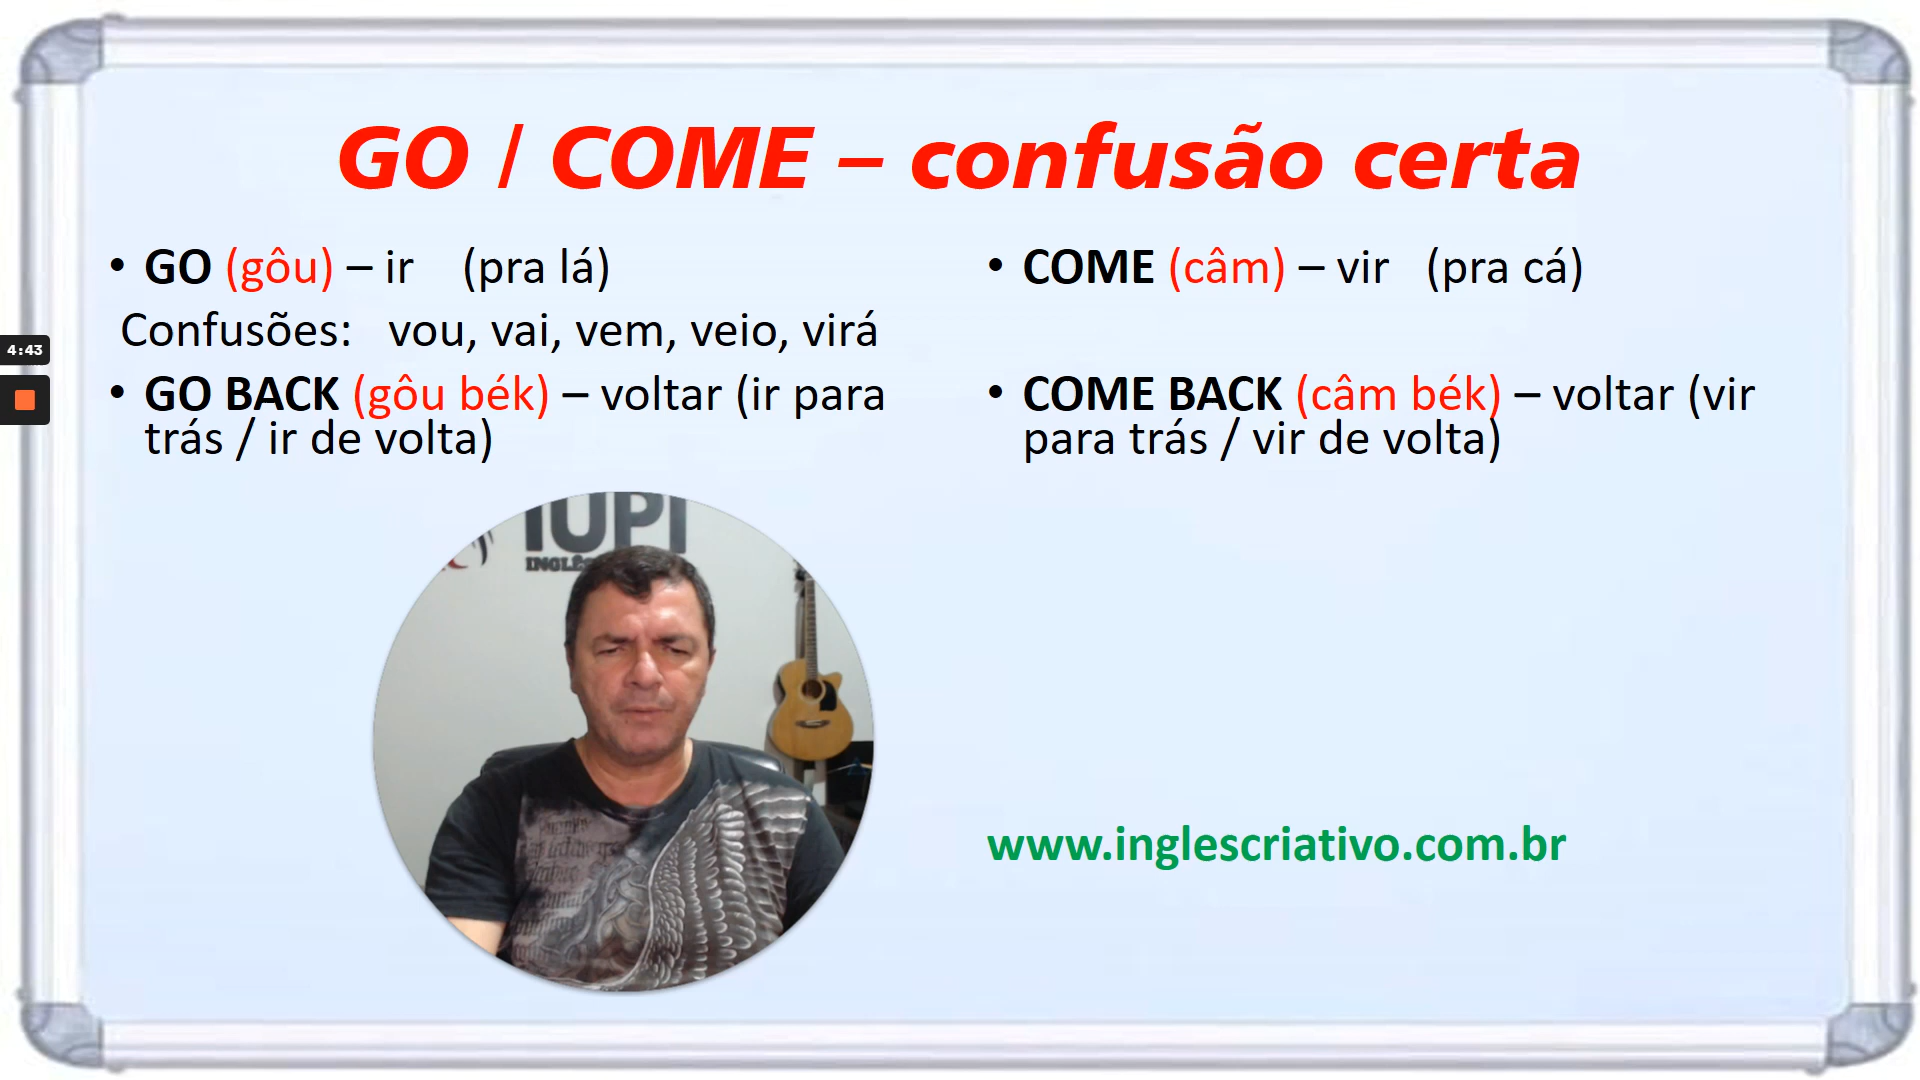 GO / COME – confusão certa
• GO (gôu) – ir (pra lá)
Confusões: vou, vai, vem, veio, virá
• GO BACK (gôu bék) – voltar (ir para
trás / ir de volta)
• COME (câm) – vir (pra cá)
• COME BACK (câm bék) – voltar (vir
para trás / vir de volta)
4:43
IUPI
INGLÊS
www.inglescriativo.com.br